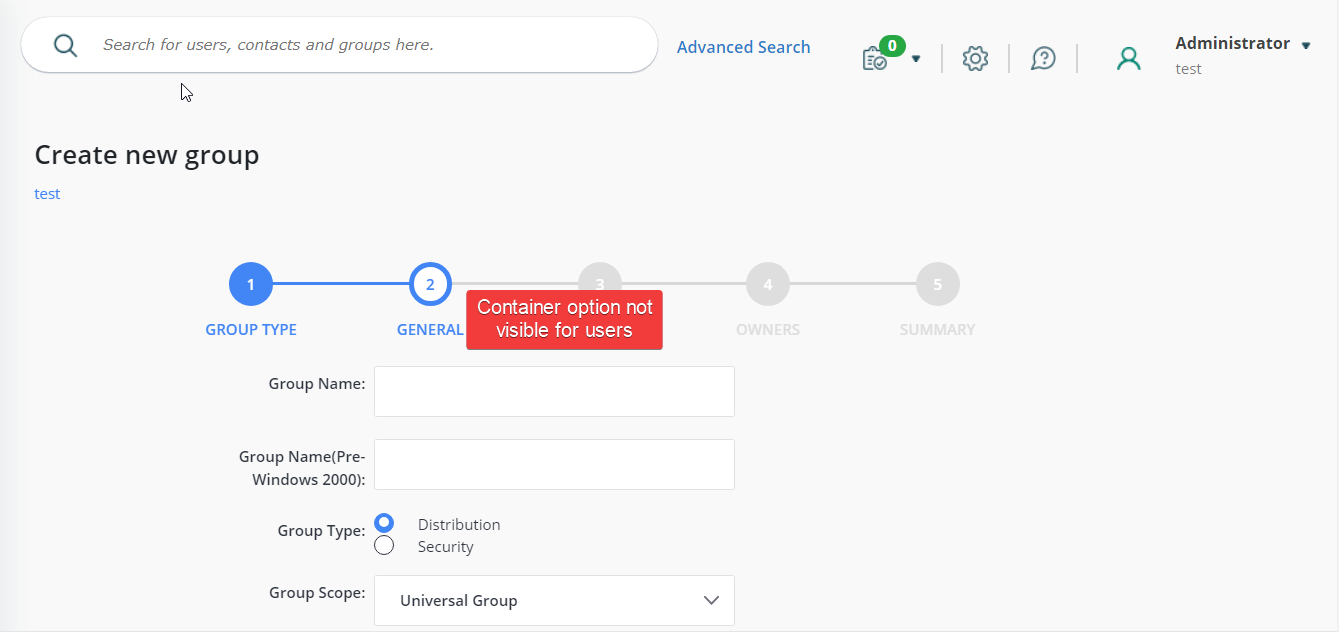 Search for users, contacts and groups here.
Advanced Search
0
Administrator
test
Create new group
test
1
2
3
4
5
GROUP TYPE
GENERAL
Container option not
visible for users
OWNERS
SUMMARY
Group Name:
Group Name(Pre-
Windows 2000):
Group Type:
Distribution
Security
Group Scope:
Universal Group